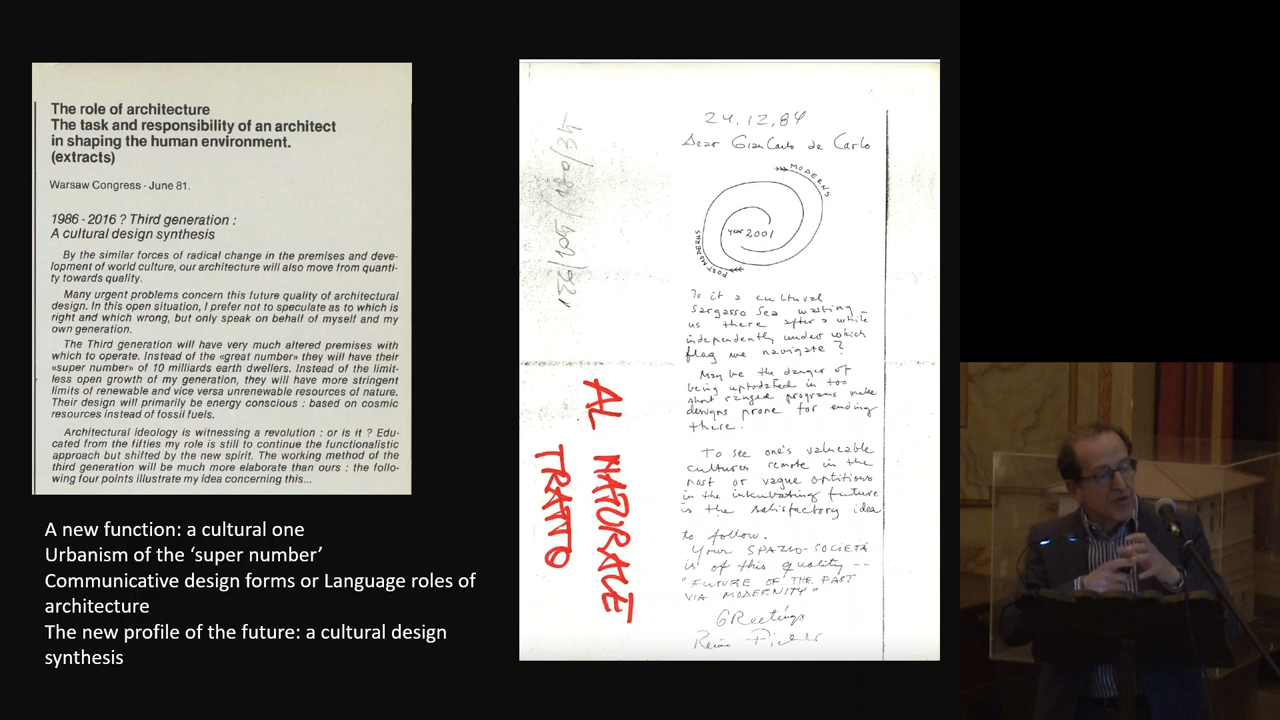 The role of architecture
The task and responsibility of an architect
in shaping the human environment.
(extracts)
Warsaw Congress - June 81.
1986 - 2016 ? Third generation :
A cultural design synthesis
By the similar forces of radical change in the premises and deve-
lopment of world culture, our architecture will also move from quanti-
ty towards quality.
Many urgent problems concern this future quality of architectural
design. In this open situation, I prefer not to speculate as to which is
right and which wrong, but only speak on behalf of myself and my
own generation.
The Third generation will have very much altered premises with
which to operate. Instead of the «great number» they will have their
«super number» of 10 milliards earth dwellers. Instead of the limit-
less open growth of my generation, they will have more stringent
limits of renewable and vice versa unrenewable resources of nature.
Their design will primarily be energy conscious : based on cosmic
resources instead of fossil fuels.
Architectural ideology is witnessing a revolution : or is it ? Edu-
cated from the fifties my role is still to continue the functionalistic
approach but shifted by the new spirit. The working method of the
third generation will be much more elaborate than ours : the follo-
wing four points illustrate my idea concerning this...
A new function: a cultural one
Urbanism of the ‘super number’
Communicative design forms or Language roles of
architecture
The new profile of the future: a cultural design
synthesis
AL NATURALE
TRATTO
24.12.84
Dear GianCarlo de Carlo
MODERNS
year 2001
POST MODERNS
Is it a cultural
Sargasso Sea waiting
us there after a while
independently under which
flag we navigate?
May be the danger of
being uptodated in too
short ranged programs make
designs prone for ending
there.
To see one's valueable
cultures remote in the
past or vague optitions
in the inkubating future
is the satisfactory idea
to follow.
Your SPAZIO-SOCIETÀ
is of this quality --
"FUTURE OF THE PAST
VIA MODERNITY"
GReetings